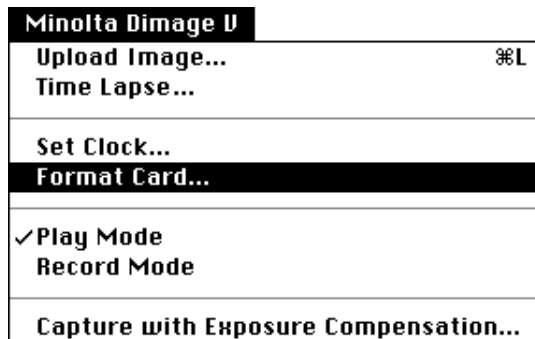 Minolta Dimage V
Upload Image... ⌘L
Time Lapse...
Set Clock...
Format Card...
✓Play Mode
Record Mode
Capture with Exposure Compensation...